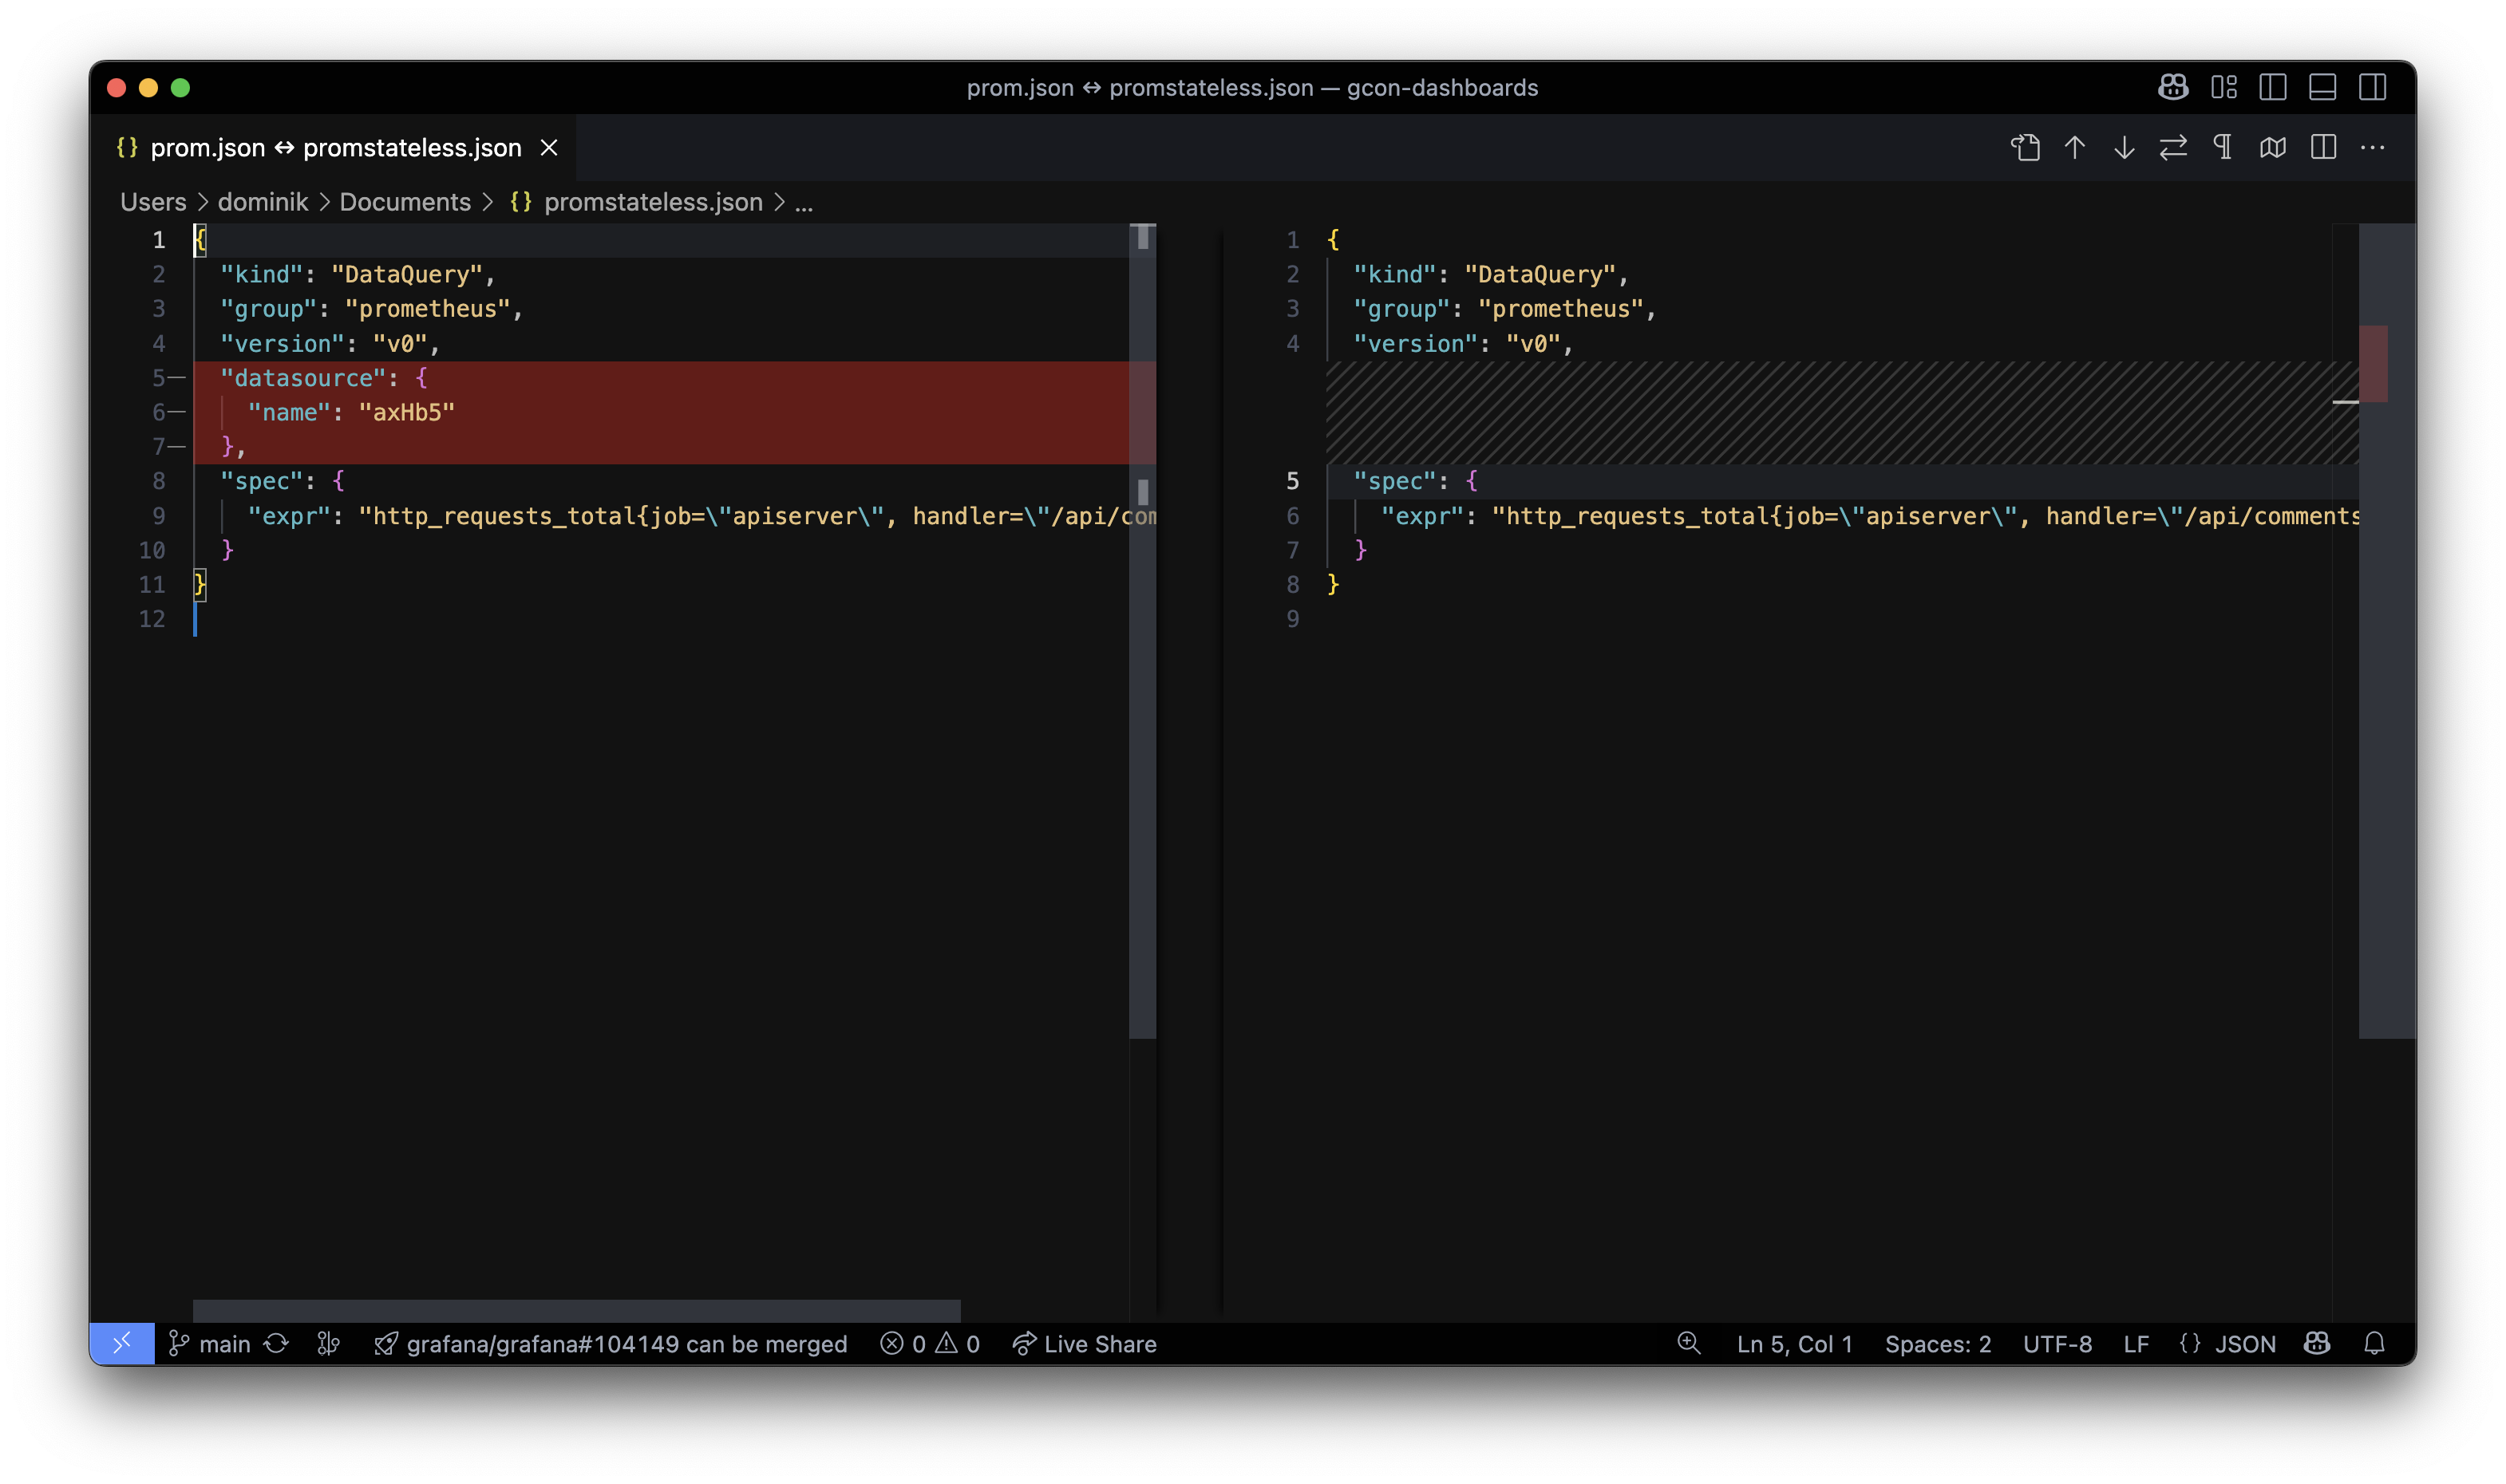 prom.json ↔ promstateless.json — gcon-dashboards
{} prom.json ↔ promstateless.json
Users > dominik > Documents > {} promstateless.json > ...
1 {
2 "kind": "DataQuery",
3 "group": "prometheus",
4 "version": "v0",
5— "datasource": {
6— "name": "axHb5"
7— },
8 "spec": {
9 "expr": "http_requests_total{job=\"apiserver\", handler=\"/api/com
10 }
11 }
12
1 {
2 "kind": "DataQuery",
3 "group": "prometheus",
4 "version": "v0",
5 "spec": {
6 "expr": "http_requests_total{job=\"apiserver\", handler=\"/api/comments
7 }
8 }
9
main grafana/grafana#104149 can be merged 0 0 Live Share Ln 5, Col 1 Spaces: 2 UTF-8 LF {} JSON